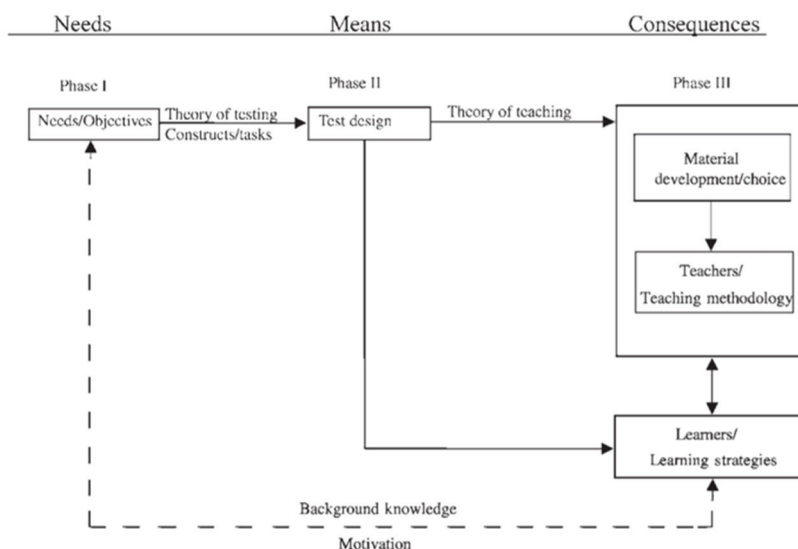 Needs
Means
Consequences
Phase I
Phase II
Phase III
Needs/Objectives
Theory of testing
Constructs/tasks
Test design
Theory of teaching
Material
development/choice
Teachers/
Teaching methodology
Learners/
Learning strategies
Background knowledge
Motivation